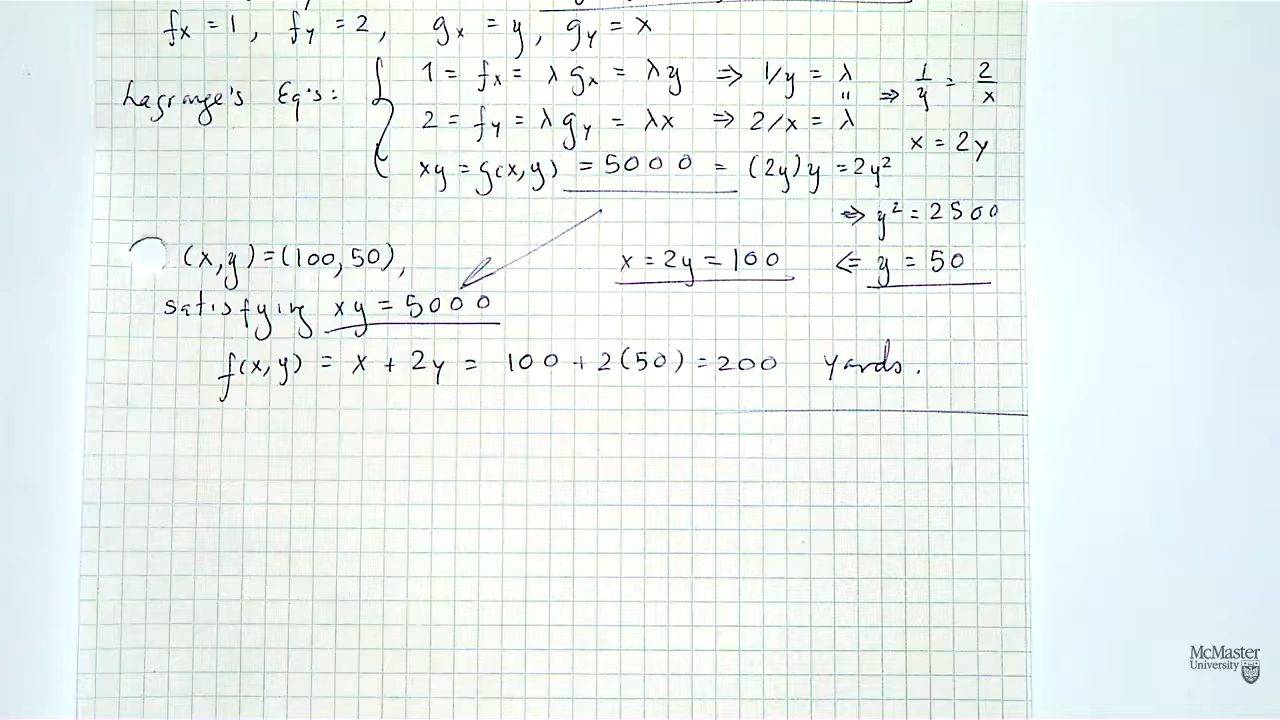 fx = 1, fy = 2, gx = y, gy = x
Lagrange's Eq's: { 1 = fx = λ gx = λy ⇒ 1/y = λ ⇒ 1/y = 2/x
2 = fy = λ gy = λx ⇒ 2/x = λ x = 2y
xy = g(x,y) = 5000 = (2y)y = 2y²
⇒ y² = 2500
(x,y) = (100, 50), x = 2y = 100 ⇐ y = 50
satisfying xy = 5000
f(x,y) = x + 2y = 100 + 2(50) = 200 yards.
McMaster
University